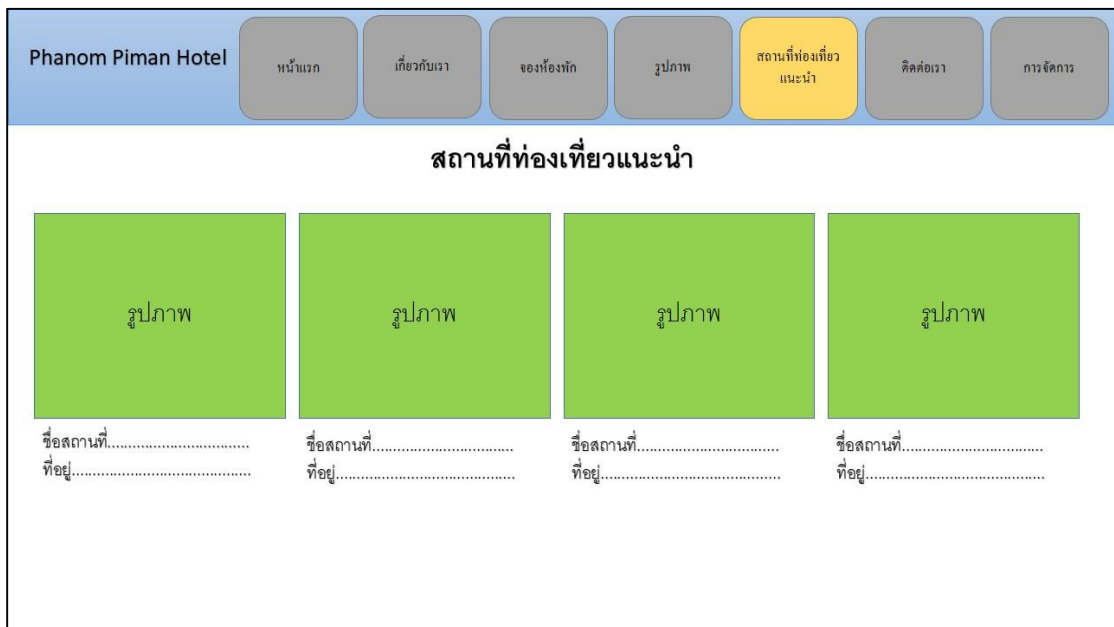 Phanom Piman Hotel
หน้าแรก
เกี่ยวกับเรา
จองห้องพัก
รูปภาพ
สถานที่ท่องเที่ยว
แนะนำ
ติดต่อเรา
การจัดการ
สถานที่ท่องเที่ยวแนะนำ
รูปภาพ
รูปภาพ
รูปภาพ
รูปภาพ
ชื่อสถานที่..................................
ที่อยู่...........................................
ชื่อสถานที่..................................
ที่อยู่...........................................
ชื่อสถานที่..................................
ที่อยู่...........................................
ชื่อสถานที่..................................
ที่อยู่...........................................